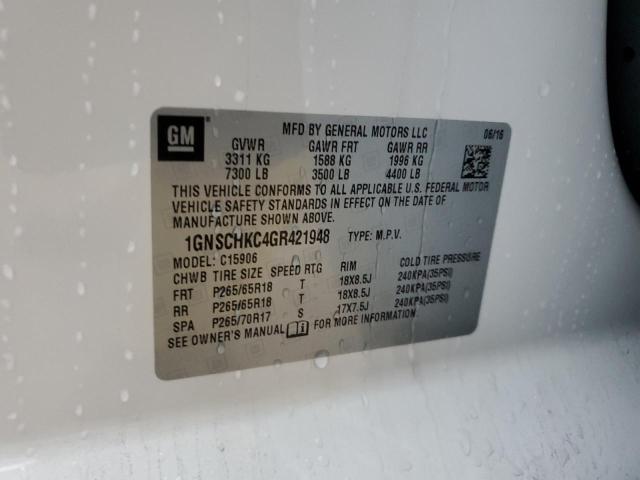 GM
MFD BY GENERAL MOTORS LLC 06/16
GVWR GAWR FRT GAWR RR
3311 KG 1588 KG 1996 KG
7300 LB 3500 LB 4400 LB
THIS VEHICLE CONFORMS TO ALL APPLICABLE U.S. FEDERAL MOTOR
VEHICLE SAFETY STANDARDS IN EFFECT ON THE DATE OF
MANUFACTURE SHOWN ABOVE.
1GNSCHKC4GR421948 TYPE: M.P.V.
MODEL: C15906
CHWB TIRE SIZE SPEED RTG RIM COLD TIRE PRESSURE
FRT P265/65R18 T 18X8.5J 240KPA(35PSI)
RR P265/65R18 T 18X8.5J 240KPA(35PSI)
SPA P265/70R17 S 17X7.5J 240KPA(35PSI)
SEE OWNER'S MANUAL FOR MORE INFORMATION.